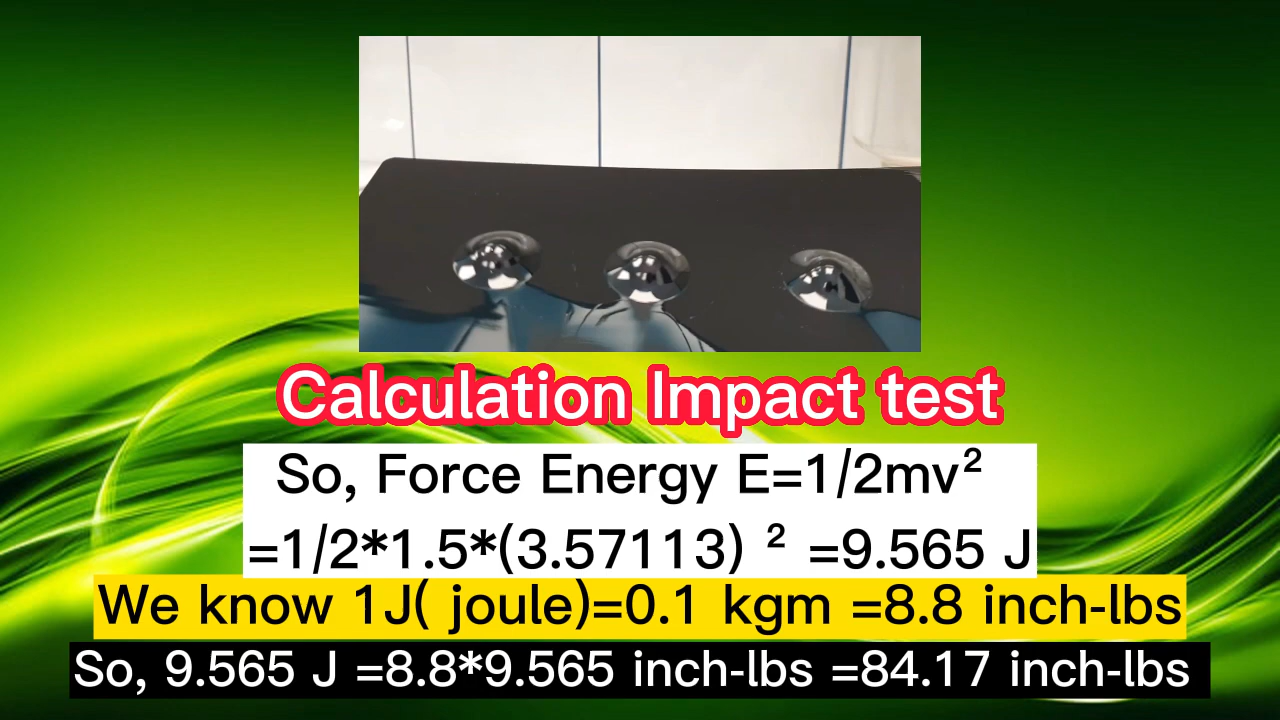 Calculation Impact test
So, Force Energy E=1/2mv²
=1/2*1.5*(3.57113) ² =9.565 J
We know 1J( joule)=0.1 kgm =8.8 inch-lbs
So, 9.565 J =8.8*9.565 inch-lbs =84.17 inch-lbs